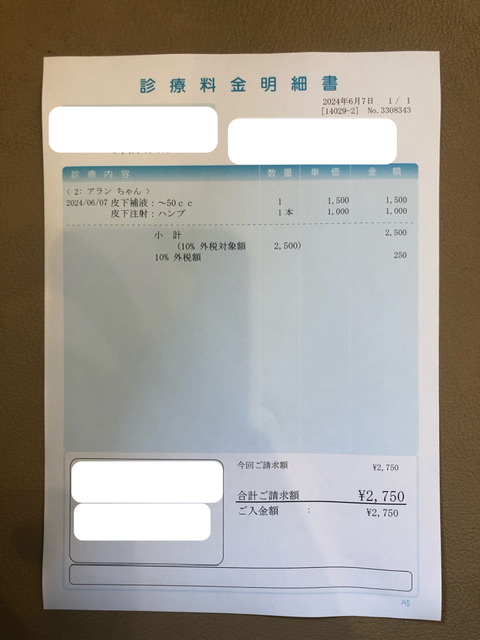 診療料金明細書
2024年6月7日 1 / 1
[14029-2] No.3308343
診療内容 数量 単価 金額
< 2: アラン ちゃん >
2024/06/07 皮下補液:～50ｃｃ 1 1,500 1,500
皮下注射：ハンプ 1 本 1,000 1,000
小 計 2,500
(10% 外税対象額 2,500)
10% 外税額 250
今回ご請求額 ¥2,750
合計ご請求額 ¥2,750
ご入金額 : ¥2,750
A5